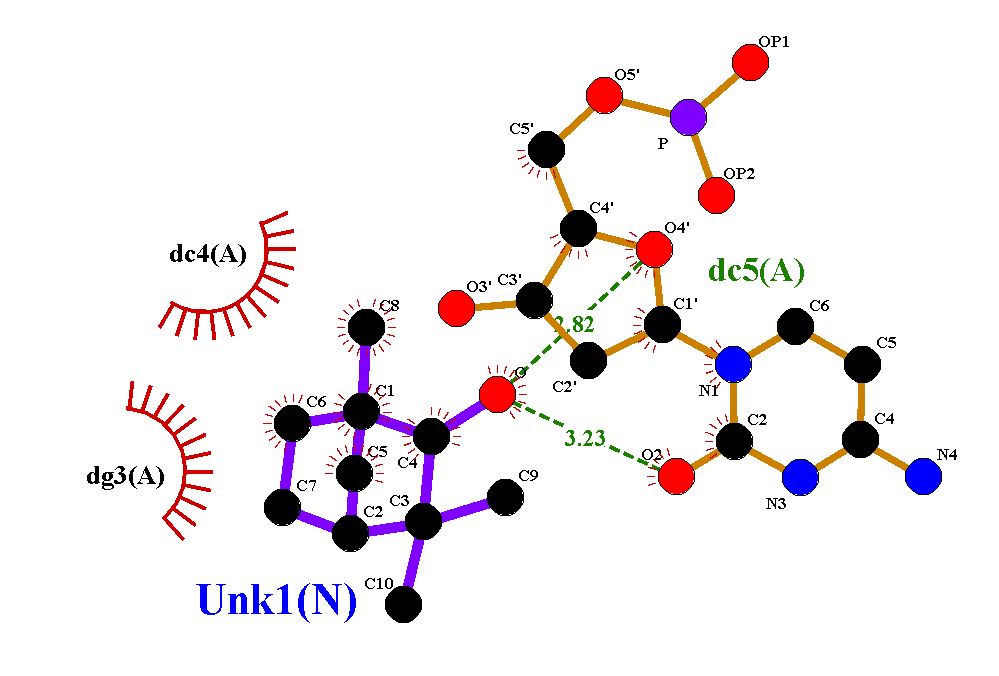 OP1
O5'
C5'
P
OP2
C4'
O4'
dc4(A)
dc5(A)
C3'
O3'
C8
C1'
C6
2.82
C5
O
C2'
N1
C1
C6
C2
C4
3.23
O2
N4
C4
C5
dg3(A)
C9
C7
C3
N3
C2
C10
Unk1(N)